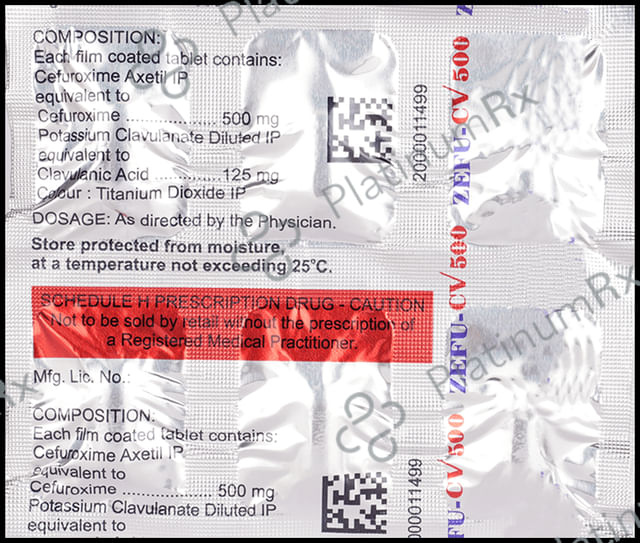 COMPOSITION:
Each film coated tablet contains:
Cefuroxime Axetil IP
equivalent to
Cefuroxime .................. 500 mg
Potassium Clavulanate Diluted IP
equivalent to
Clavulanic Acid ............ 125 mg
Colour : Titanium Dioxide IP
DOSAGE: As directed by the Physician.
Store protected from moisture,
at a temperature not exceeding 25°C.
SCHEDULE H PRESCRIPTION DRUG - CAUTION
Not to be sold by retail without the prescription of
a Registered Medical Practitioner.
Mfg. Lic. No.:
COMPOSITION:
Each film coated tablet contains:
Cefuroxime Axetil IP
equivalent to
Cefuroxime .................. 500 mg
Potassium Clavulanate Diluted IP
equivalent to
2000011499
000011499
ZEFU-CV 500
ZEFU-CV 500
FU-CV 500
Z
PlatinumRx
PlatinumRx
Platinum
Rx
Platinu